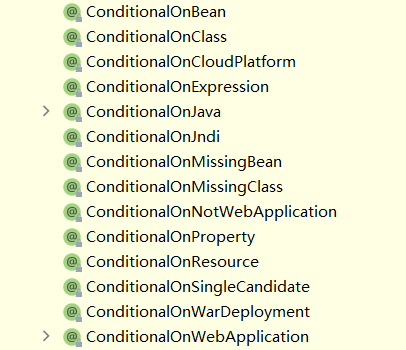 @ ConditionalOnBean
@ ConditionalOnClass
@ ConditionalOnCloudPlatform
@ ConditionalOnExpression
@ ConditionalOnJava
@ ConditionalOnJndi
@ ConditionalOnMissingBean
@ ConditionalOnMissingClass
@ ConditionalOnNotWebApplication
@ ConditionalOnProperty
@ ConditionalOnResource
@ ConditionalOnSingleCandidate
@ ConditionalOnWarDeployment
@ ConditionalOnWebApplication